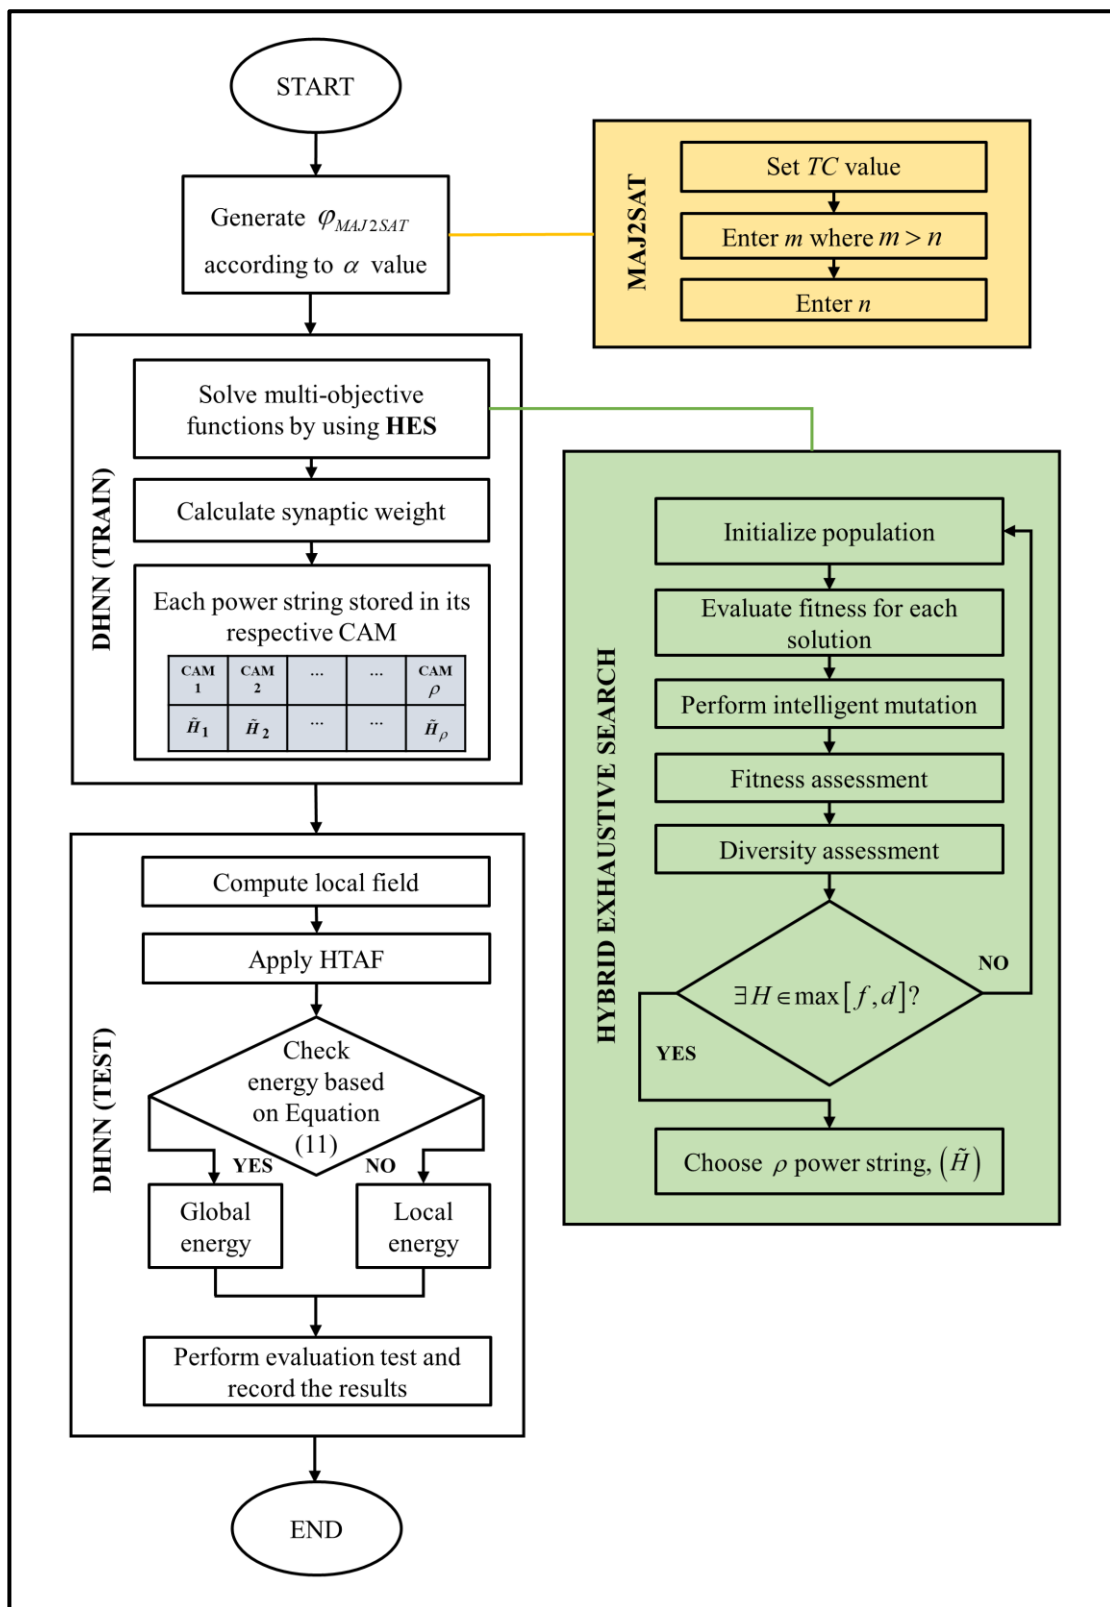 START
Generate φ_MAJ2SAT
according to α value
MAJ2SAT
Set TC value
Enter m where m > n
Enter n
DHNN (TRAIN)
Solve multi-objective
functions by using HES
Calculate synaptic weight
Each power string stored in its
respective CAM
CAM 1 CAM 2 ... ... CAM ρ
H̃1 H̃2 ... ... H̃ρ
HYBRID EXHAUSTIVE SEARCH
Initialize population
Evaluate fitness for each
solution
Perform intelligent mutation
Fitness assessment
Diversity assessment
∃ H ∈ max[f, d]?
NO
YES
Choose ρ power string, (H̃)
DHNN (TEST)
Compute local field
Apply HTAF
Check
energy based
on Equation
(11)
YES
NO
Global
energy
Local
energy
Perform evaluation test and
record the results
END